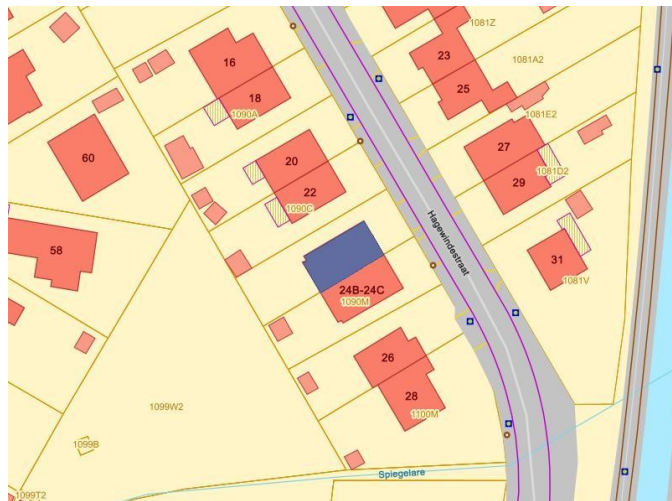 1081Z
16
23
1081A2
18
25
1090A
1081E2
60
20
27
22
29
1081D2
1090C
Hagewindestraat
58
31
1081V
24B-24C
1090M
26
28
1099W2
1100M
1099B
Spiegelare
1099T2